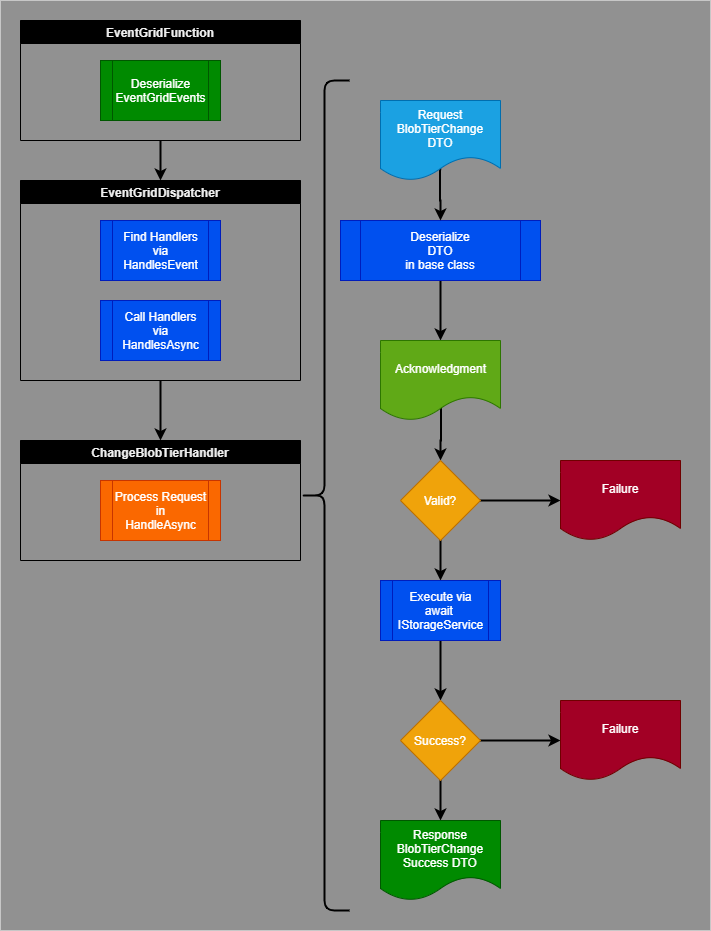 EventGridFunction
Deserialize
EventGridEvents
EventGridDispatcher
Find Handlers
via
HandlesEvent
Call Handlers
via
HandlesAsync
ChangeBlobTierHandler
Process Request
in
HandleAsync
Request
BlobTierChange
DTO
Deserialize
DTO
in base class
Acknowledgment
Valid?
Failure
Execute via
await
IStorageService
Success?
Failure
Response
BlobTierChange
Success DTO